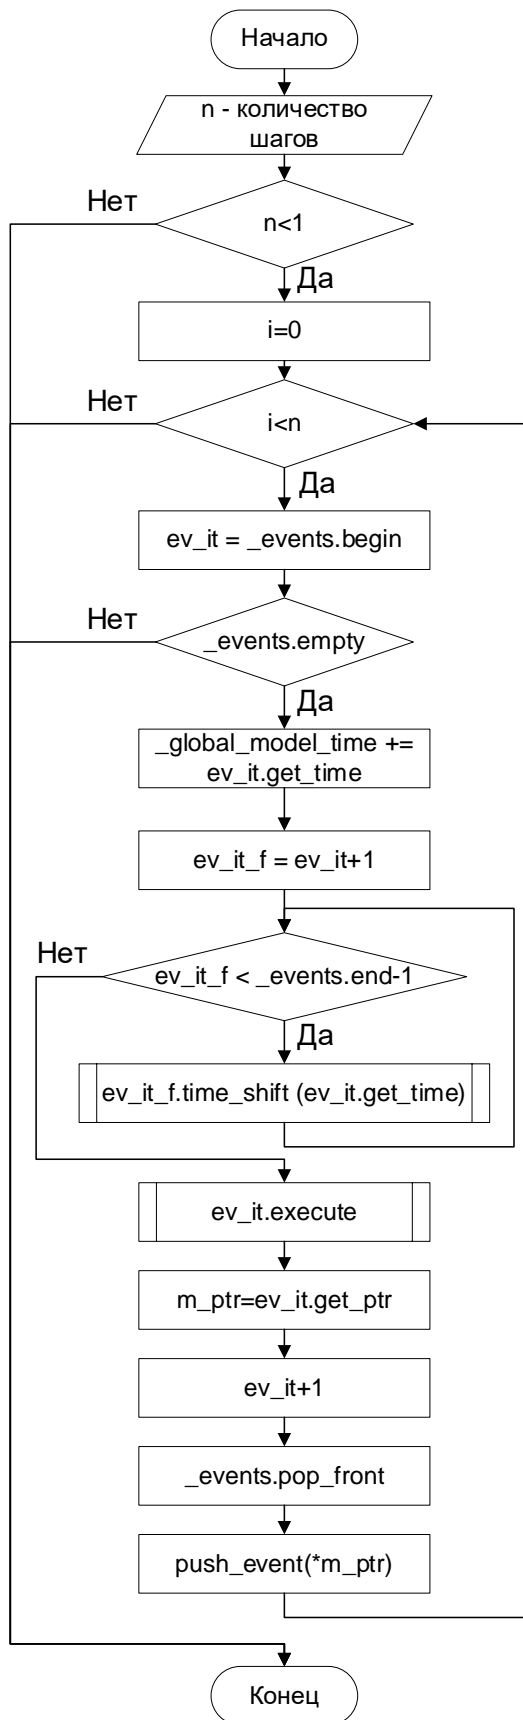 Начало
n - количество
шагов
Нет
n<1
Да
i=0
Нет
i<n
Да
ev_it = _events.begin
Нет
_events.empty
Да
_global_model_time +=
ev_it.get_time
ev_it_f = ev_it+1
Нет
ev_it_f < _events.end-1
Да
ev_it_f.time_shift (ev_it.get_time)
ev_it.execute
m_ptr=ev_it.get_ptr
ev_it+1
_events.pop_front
push_event(*m_ptr)
Конец